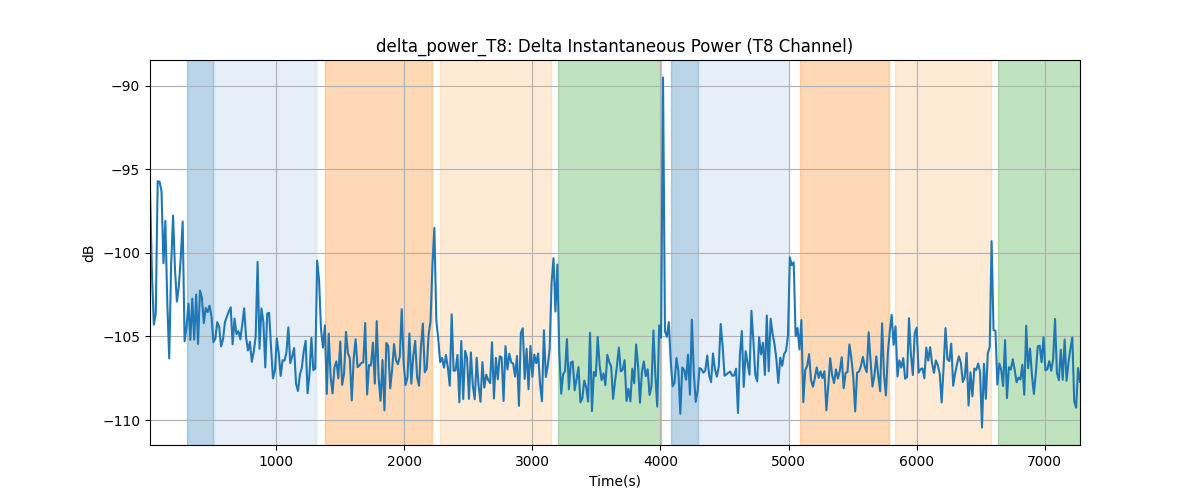 delta_power_T8: Delta Instantaneous Power (T8 Channel)
−90
−95
−100
−105
−110
dB
1000 2000 3000 4000 5000 6000 7000
Time(s)